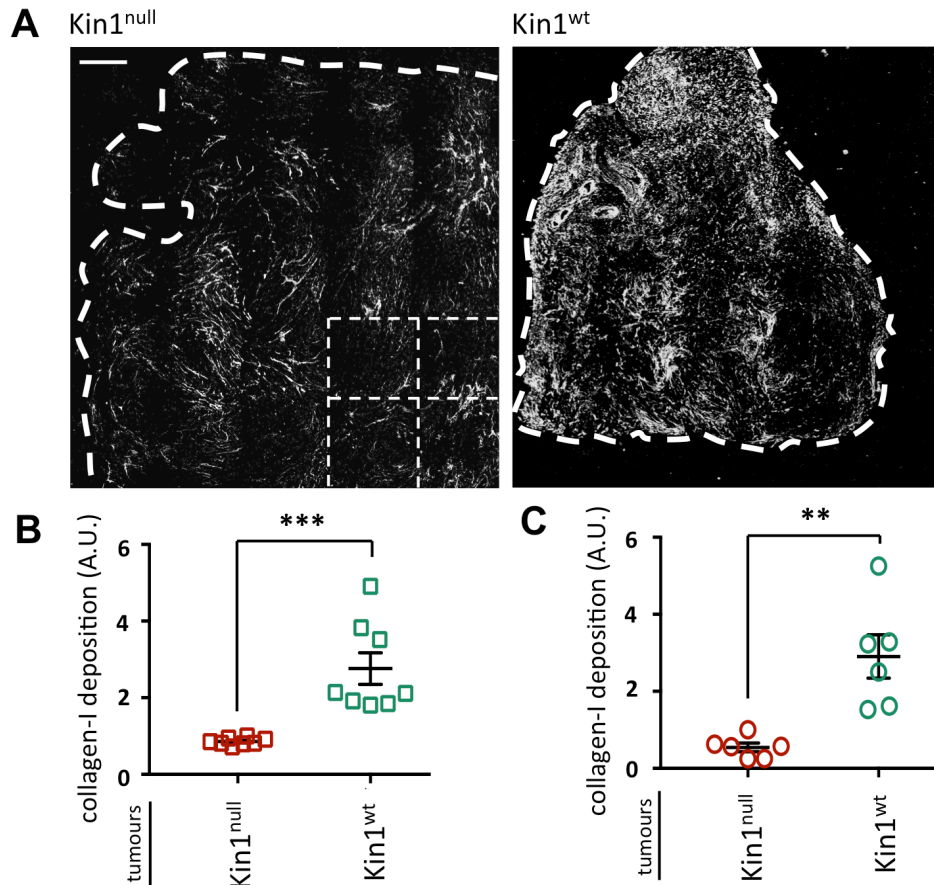 A
Kin1null
Kin1wt
B
***
collagen-I deposition (A.U.)
6
4
2
0
tumours
Kin1null
Kin1wt
C
**
collagen-I deposition (A.U.)
6
4
2
0
tumours
Kin1null
Kin1wt